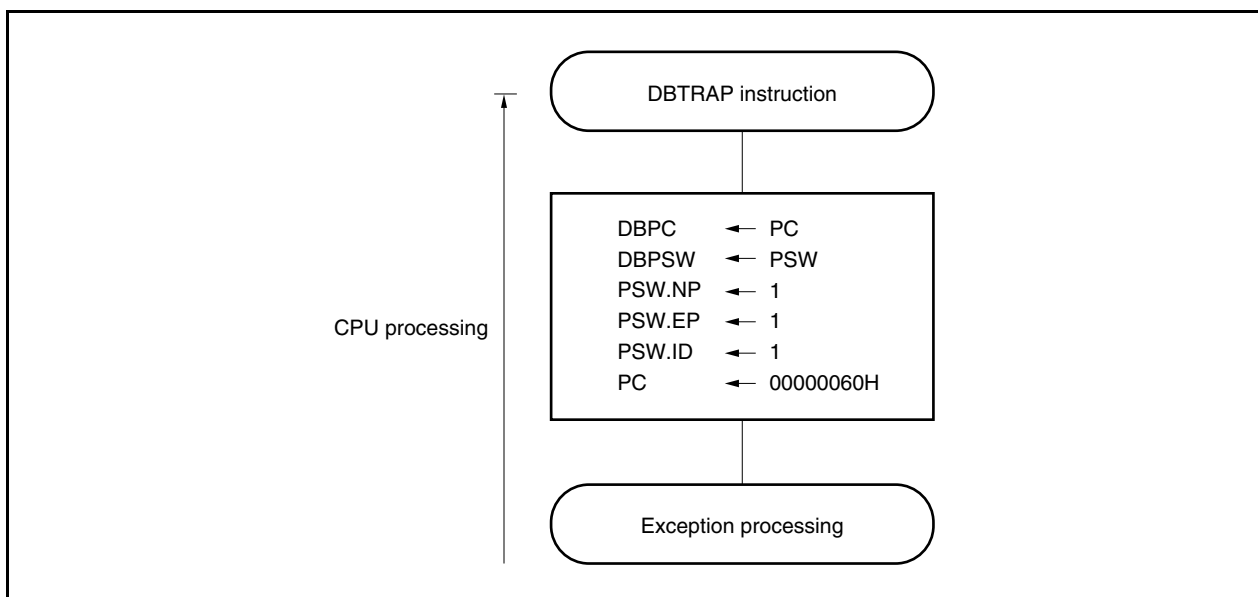 DBTRAP instruction
DBPC ← PC
DBPSW ← PSW
PSW.NP ← 1
PSW.EP ← 1
PSW.ID ← 1
PC ← 00000060H
CPU processing
Exception processing